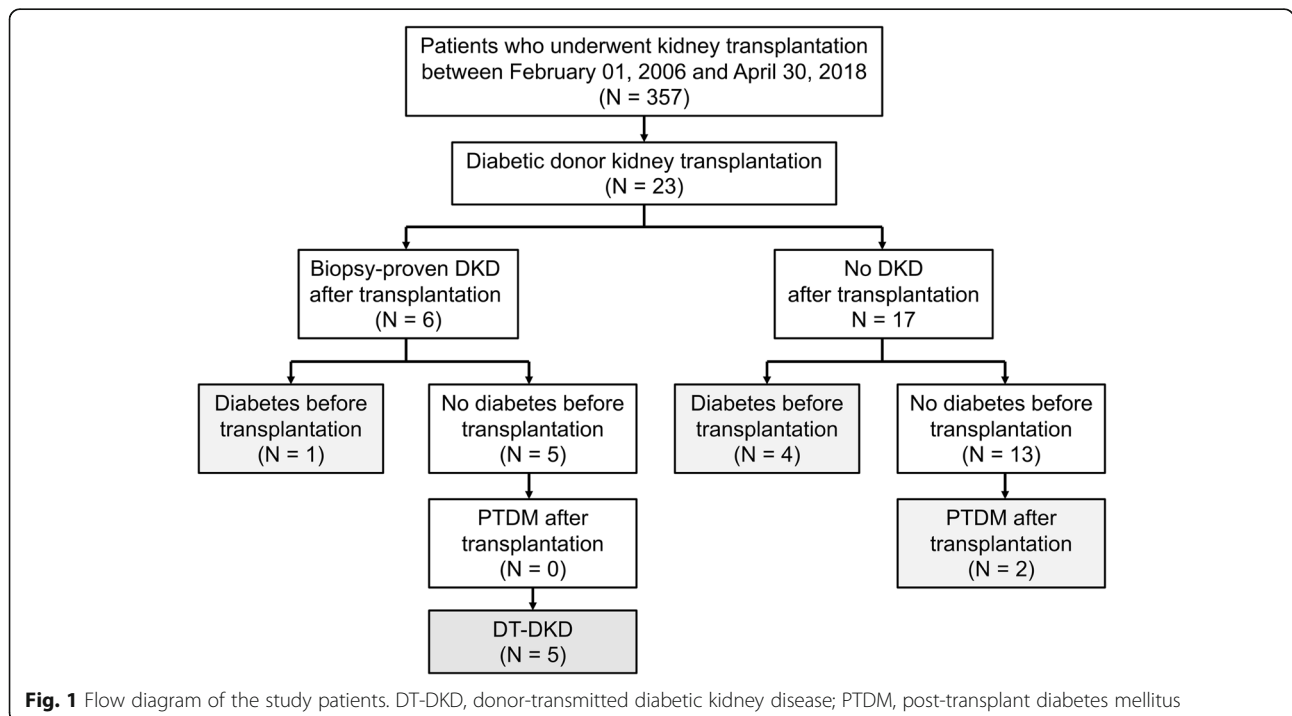 Patients who underwent kidney transplantation
between February 01, 2006 and April 30, 2018
(N = 357)
Diabetic donor kidney transplantation
(N = 23)
Biopsy-proven DKD
after transplantation
(N = 6)
No DKD
after transplantation
N = 17
Diabetes before
transplantation
(N = 1)
No diabetes before
transplantation
(N = 5)
Diabetes before
transplantation
(N = 4)
No diabetes before
transplantation
(N = 13)
PTDM after
transplantation
(N = 0)
PTDM after
transplantation
(N = 2)
DT-DKD
(N = 5)
Fig. 1 Flow diagram of the study patients. DT-DKD, donor-transmitted diabetic kidney disease; PTDM, post-transplant diabetes mellitus